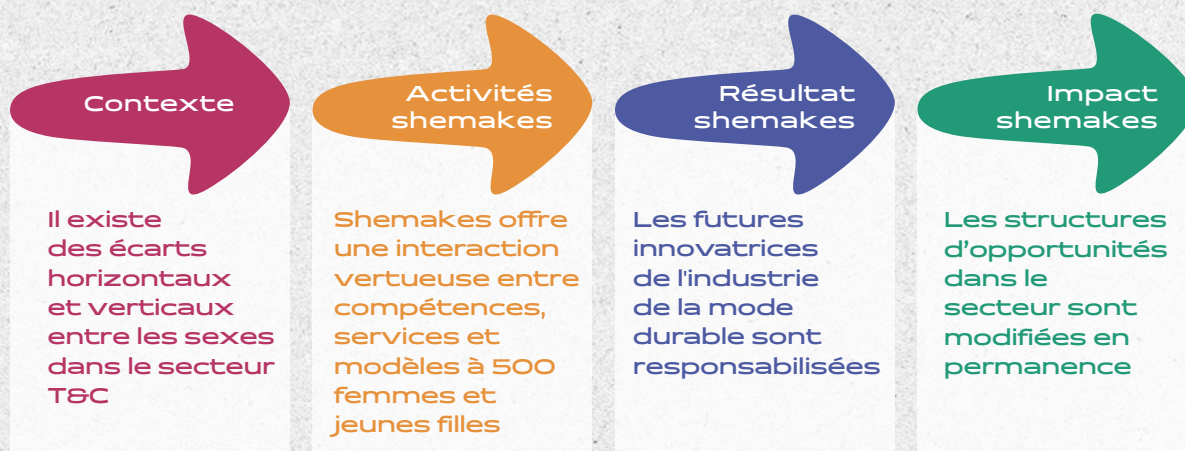 Contexte
Il existe
des écarts
horizontaux
et verticaux
entre les sexes
dans le secteur
T&C
Activités
shemakes
Shemakes offre
une interaction
vertueuse entre
compétences,
services et
modèles à 500
femmes et
jeunes filles
Résultat
shemakes
Les futures
innovatrices
de l'industrie
de la mode
durable sont
responsabilisées
Impact
shemakes
Les structures
d’opportunités
dans le
secteur sont
modifiées en
permanence